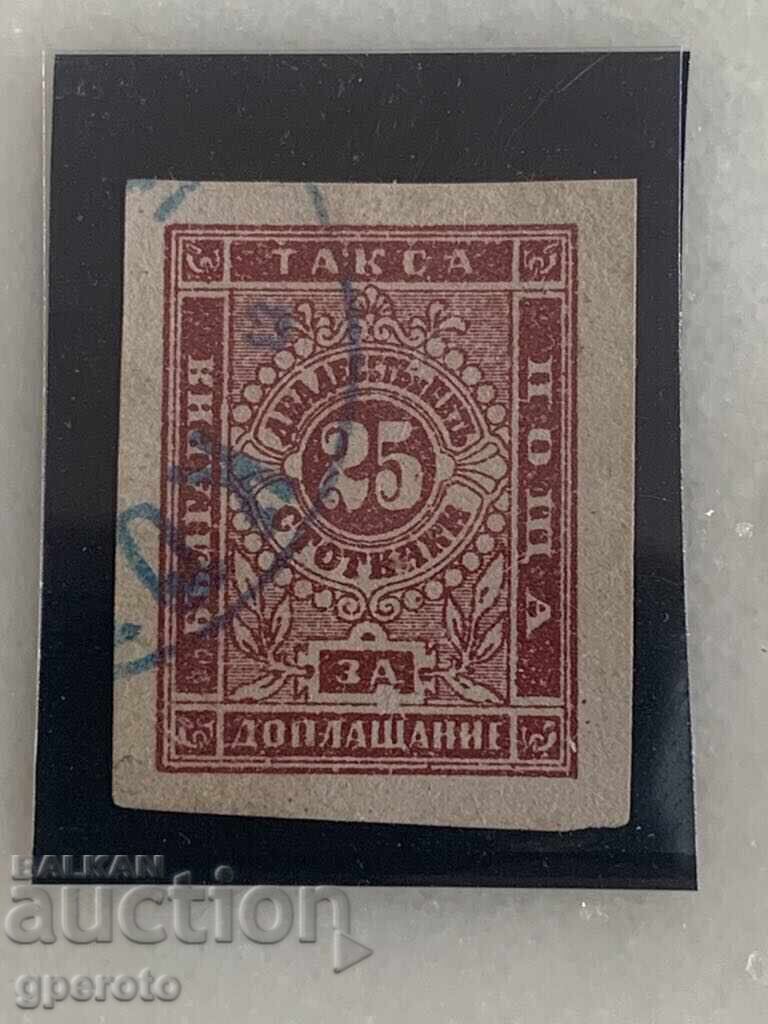 ТАКСА
БЪЛГАРИЯ
ПОЩА
ДВАДЕСЕТЬ и ПЕТЬ
25
СТОТИНКИ
ЗА
ДОПЛАЩАНИЕ
BALKAN
auction
gperoto